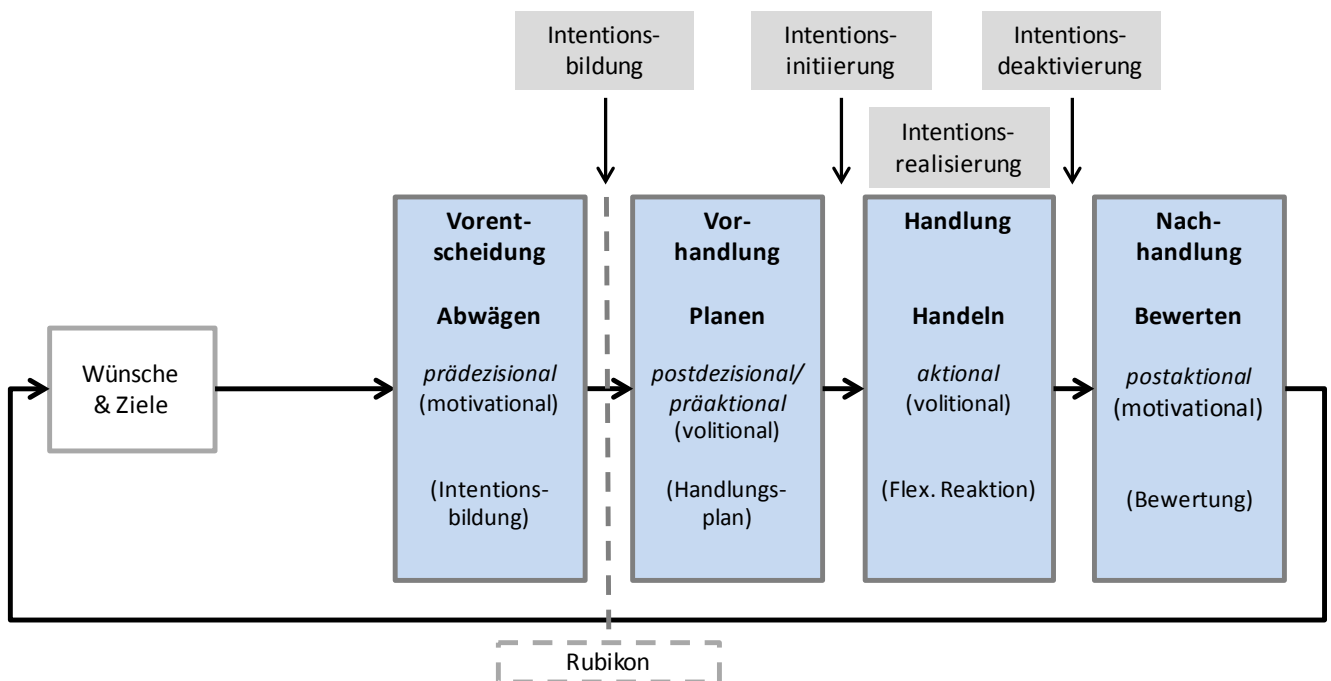 Intentions-
bildung
Intentions-
initiierung
Intentions-
deaktivierung
Intentions-
realisierung
Wünsche
& Ziele
Vorent-
scheidung
Abwägen
prädezisional
(motivational)
(Intentions-
bildung)
Vor-
handlung
Planen
postdezisional/
präaktional
(volitional)
(Handlungs-
plan)
Handlung
Handeln
aktional
(volitional)
(Flex. Reaktion)
Nach-
handlung
Bewerten
postaktional
(motivational)
(Bewertung)
Rubikon